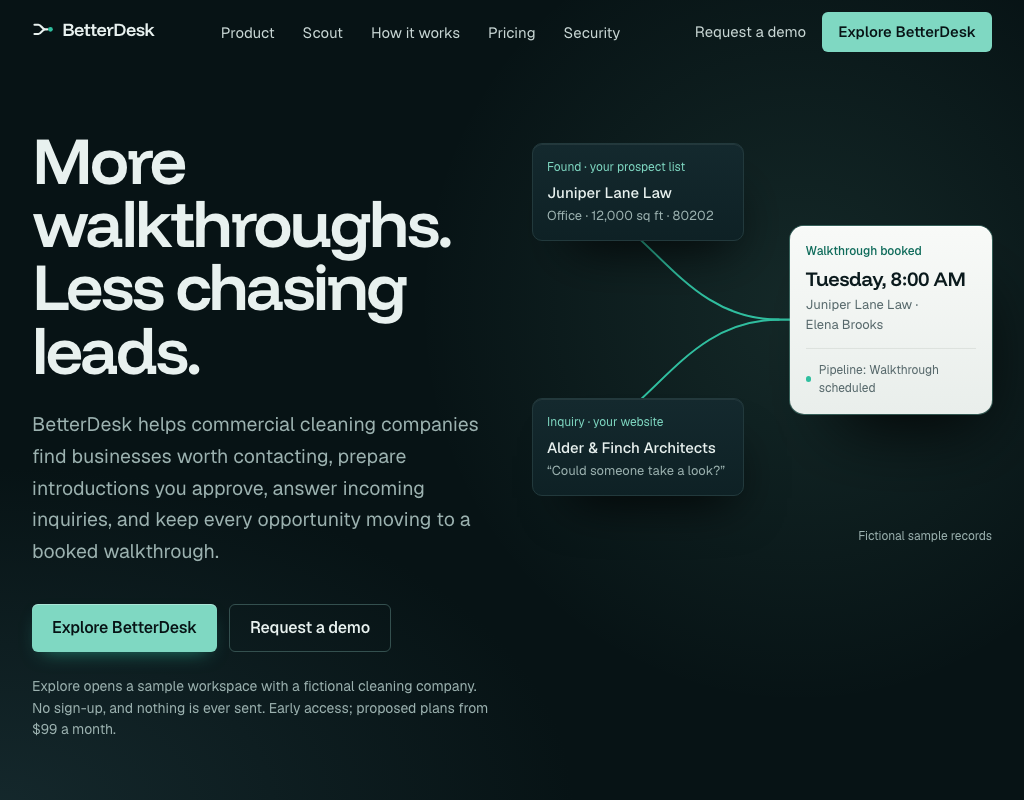 BetterDesk
Product
Scout
How it works
Pricing
Security
Request a demo
Explore BetterDesk
More
walkthroughs.
Less chasing
leads.
BetterDesk helps commercial cleaning companies
find businesses worth contacting, prepare
introductions you approve, answer incoming
inquiries, and keep every opportunity moving to a
booked walkthrough.
Explore BetterDesk
Request a demo
Explore opens a sample workspace with a fictional cleaning company.
No sign-up, and nothing is ever sent. Early access; proposed plans from
$99 a month.
Found · your prospect list
Juniper Lane Law
Office · 12,000 sq ft · 80202
Inquiry · your website
Alder & Finch Architects
“Could someone take a look?”
Walkthrough booked
Tuesday, 8:00 AM
Juniper Lane Law ·
Elena Brooks
Pipeline: Walkthrough
scheduled
Fictional sample records